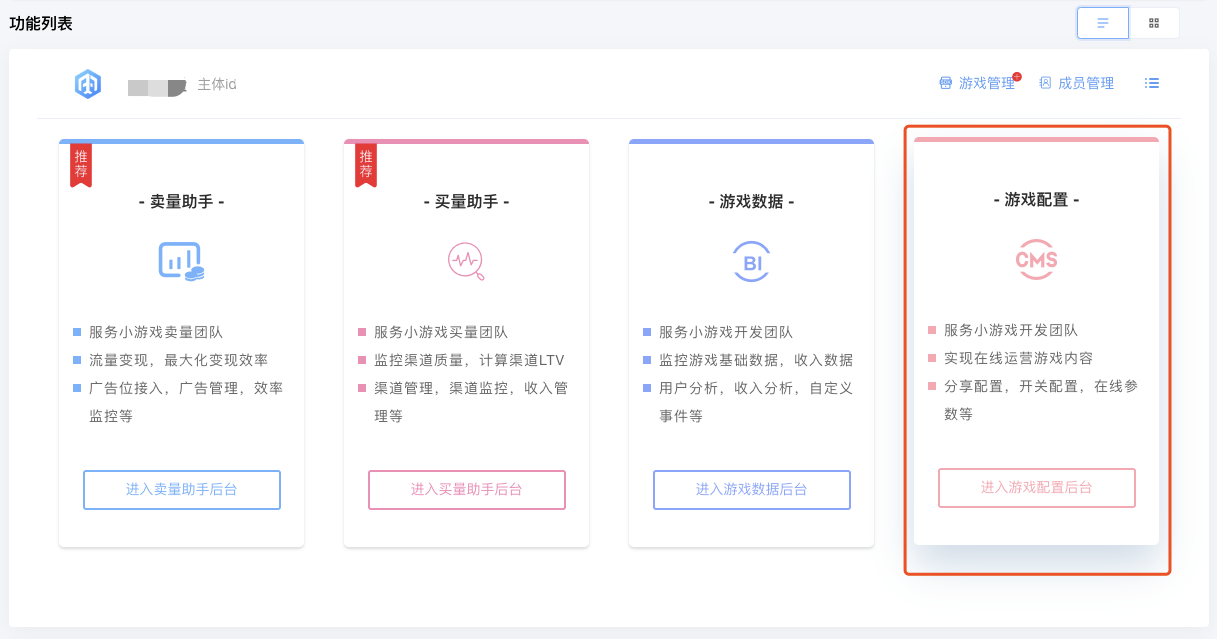 功能列表
主体id
游戏管理
成员管理
推荐
- 卖量助手 -
服务小游戏卖量团队
流量变现，最大化变现效率
广告位接入，广告管理，效率
监控等
进入卖量助手后台
推荐
- 买量助手 -
服务小游戏买量团队
监控渠道质量，计算渠道LTV
渠道管理，渠道监控，收入管
理等
进入买量助手后台
- 游戏数据 -
BI
服务小游戏开发团队
监控游戏基础数据，收入数据
用户分析，收入分析，自定义
事件等
进入游戏数据后台
- 游戏配置 -
CMS
服务小游戏开发团队
实现在线运营游戏内容
分享配置，开关配置，在线参
数等
进入游戏配置后台